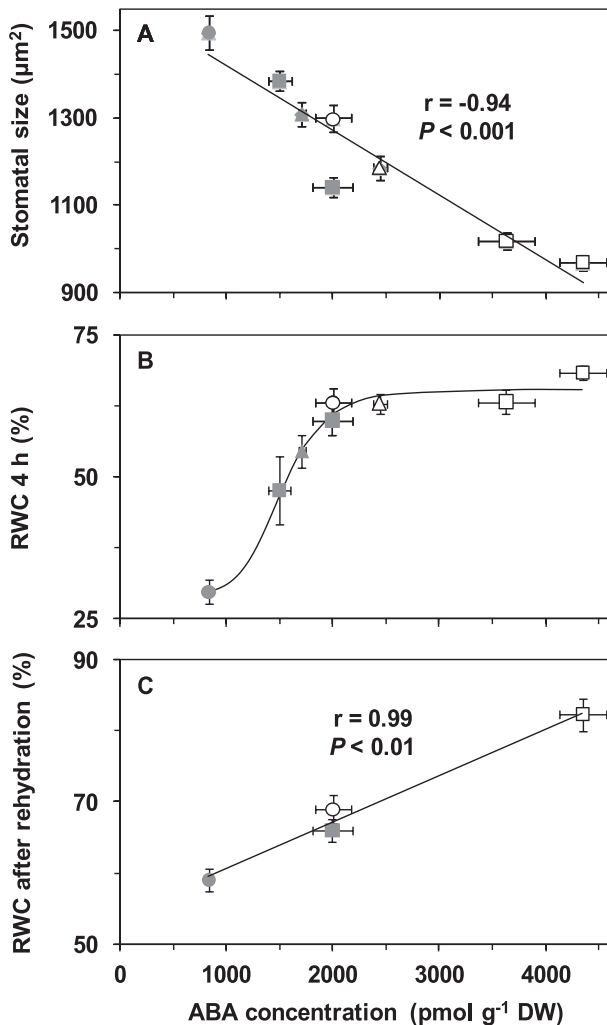 A
Stomatal size (μm²)
1500
1300
1100
900
r = -0.94
P < 0.001
B
RWC 4 h (%)
75
50
25
C
RWC after rehydration (%)
90
70
50
r = 0.99
P < 0.01
0 1000 2000 3000 4000
ABA concentration (pmol g⁻¹ DW)